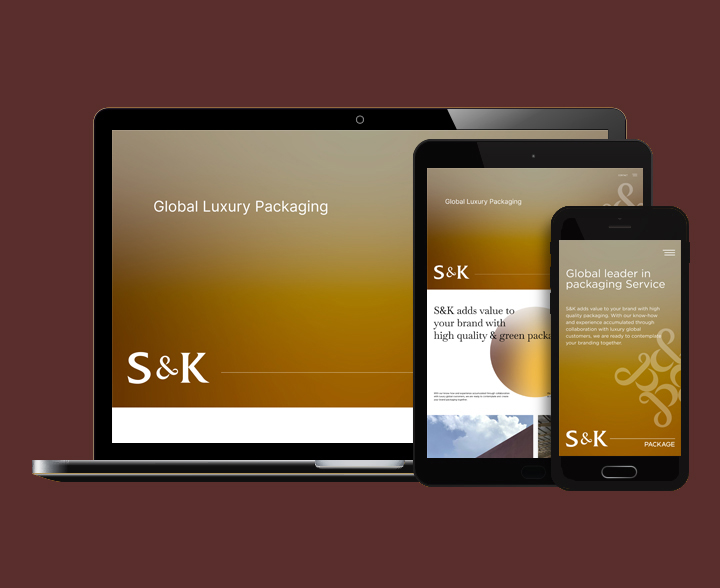 Global Luxury Packaging
S&K
Global Luxury Packaging
S&K
S&K adds value to
your brand with
high quality & green packa
Global leader in
packaging Service
S&K adds value to your brand with high
quality packaging. With our know-how
and experience accumulated through
collaboration with luxury global
customers, we are ready to contemplate
your branding together.
S&K
PACKAGE